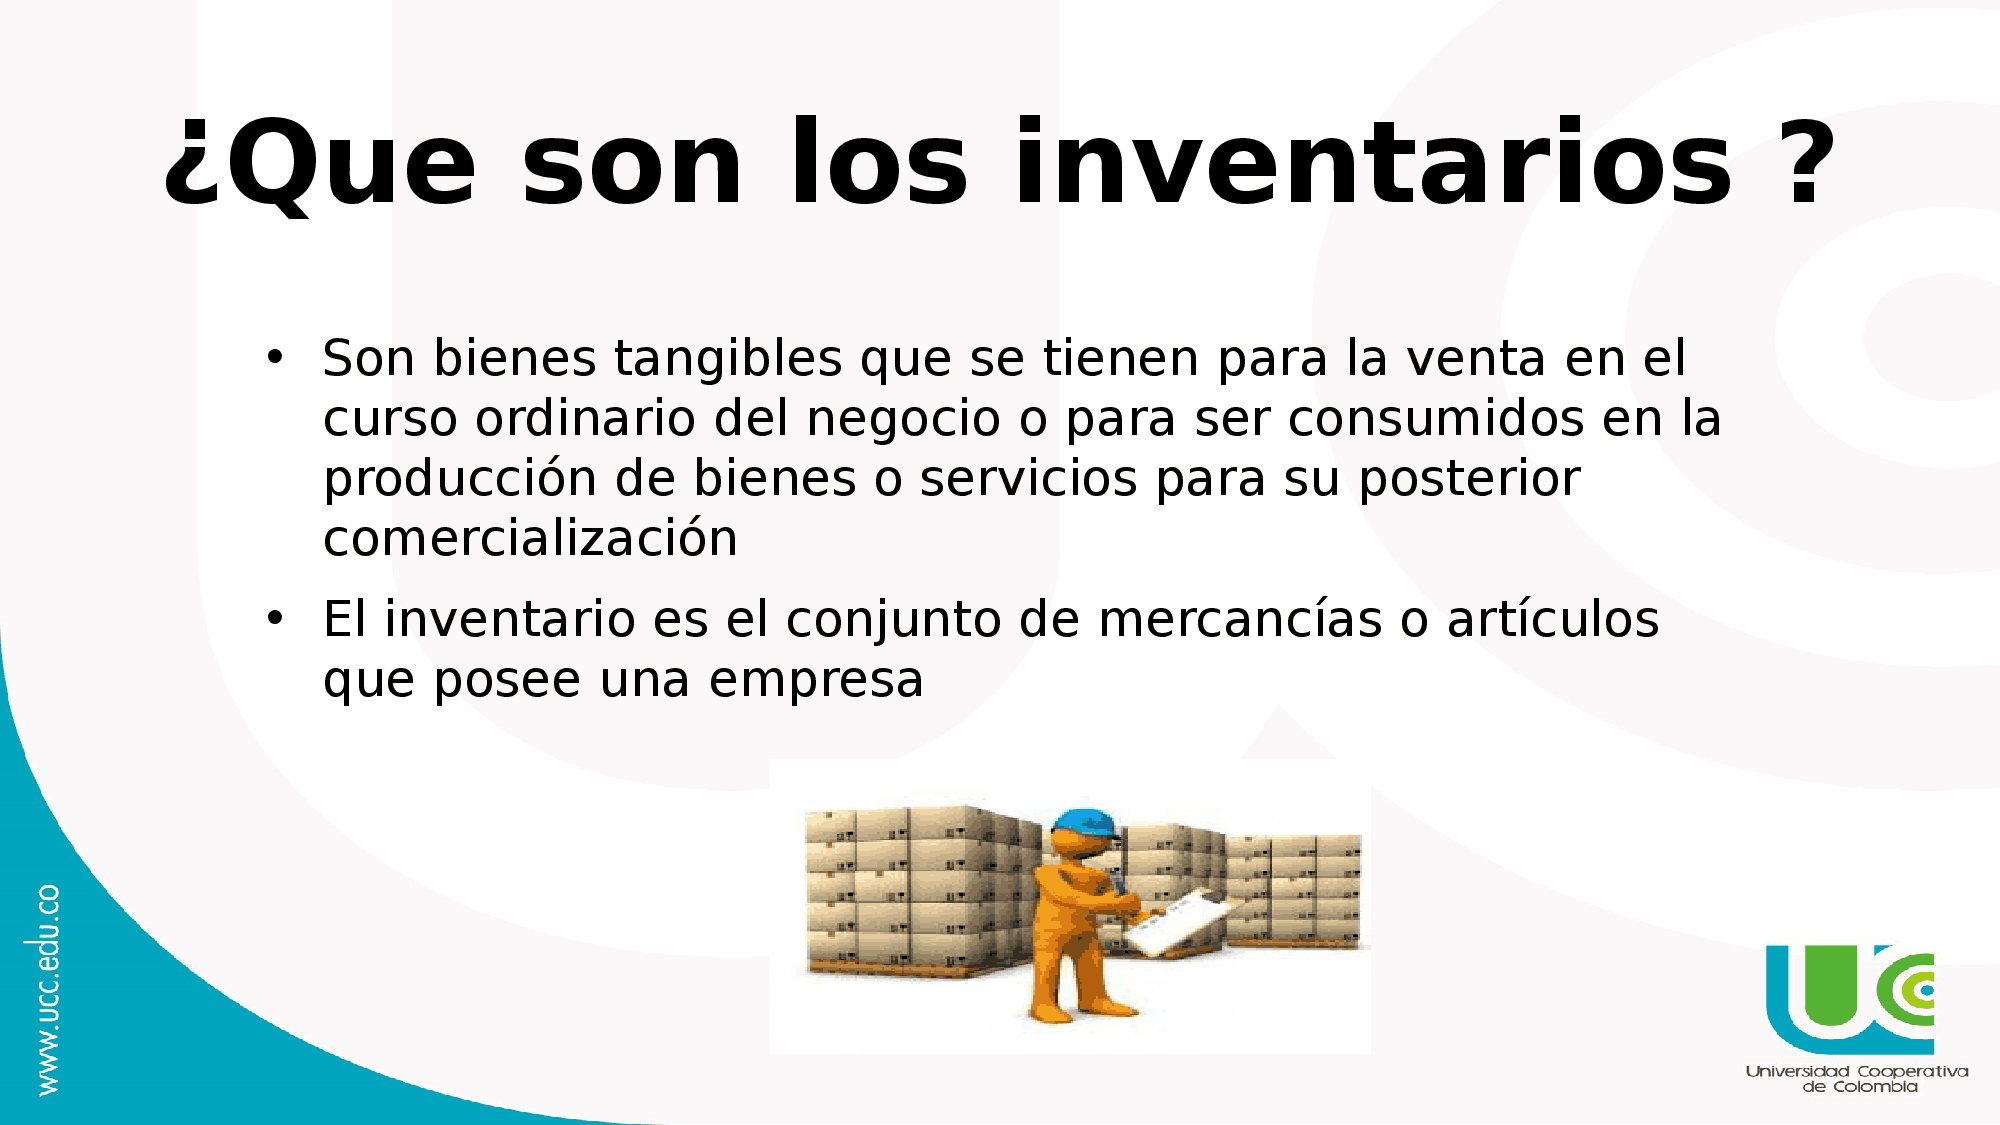 ¿Que son los inventarios ?
• Son bienes tangibles que se tienen para la venta en el
curso ordinario del negocio o para ser consumidos en la
producción de bienes o servicios para su posterior
comercialización
• El inventario es el conjunto de mercancías o artículos
que posee una empresa
www.ucc.edu.co
Universidad Cooperativa
de Colombia